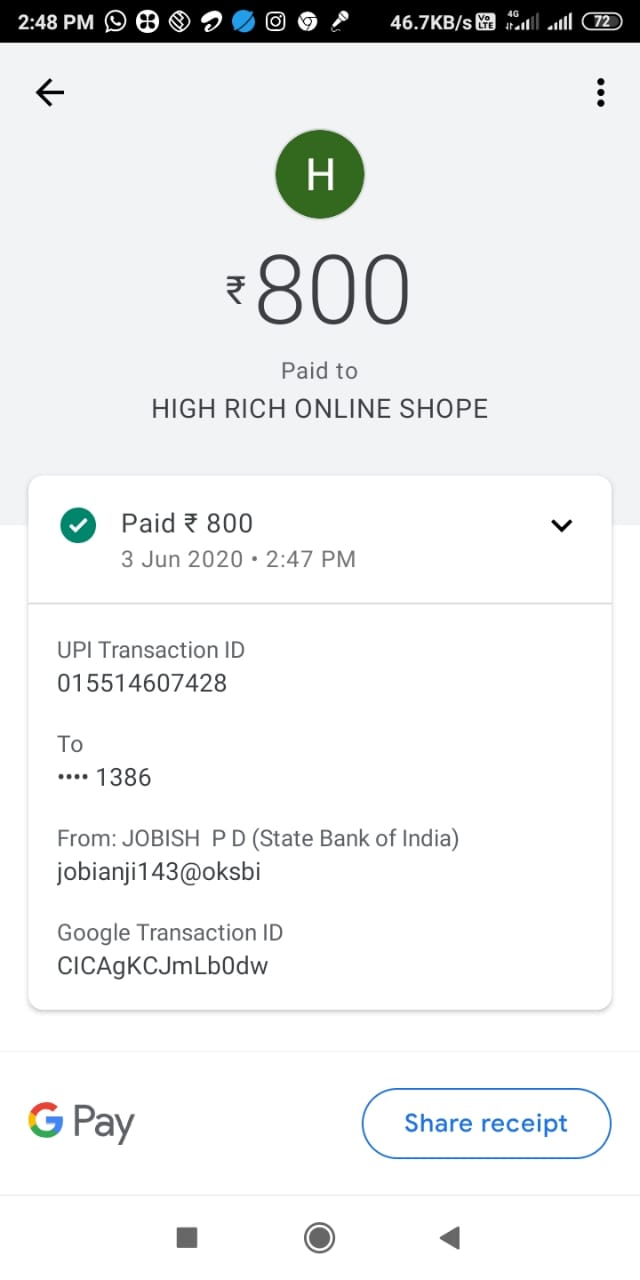 2:48 PM 46.7KB/s Vo LTE 4G 72
H
₹800
Paid to
HIGH RICH ONLINE SHOPE
Paid ₹ 800
3 Jun 2020 • 2:47 PM
UPI Transaction ID
015514607428
To
•••• 1386
From: JOBISH  P D (State Bank of India)
jobianji143@oksbi
Google Transaction ID
CICAgKCJmLb0dw
G Pay
Share receipt